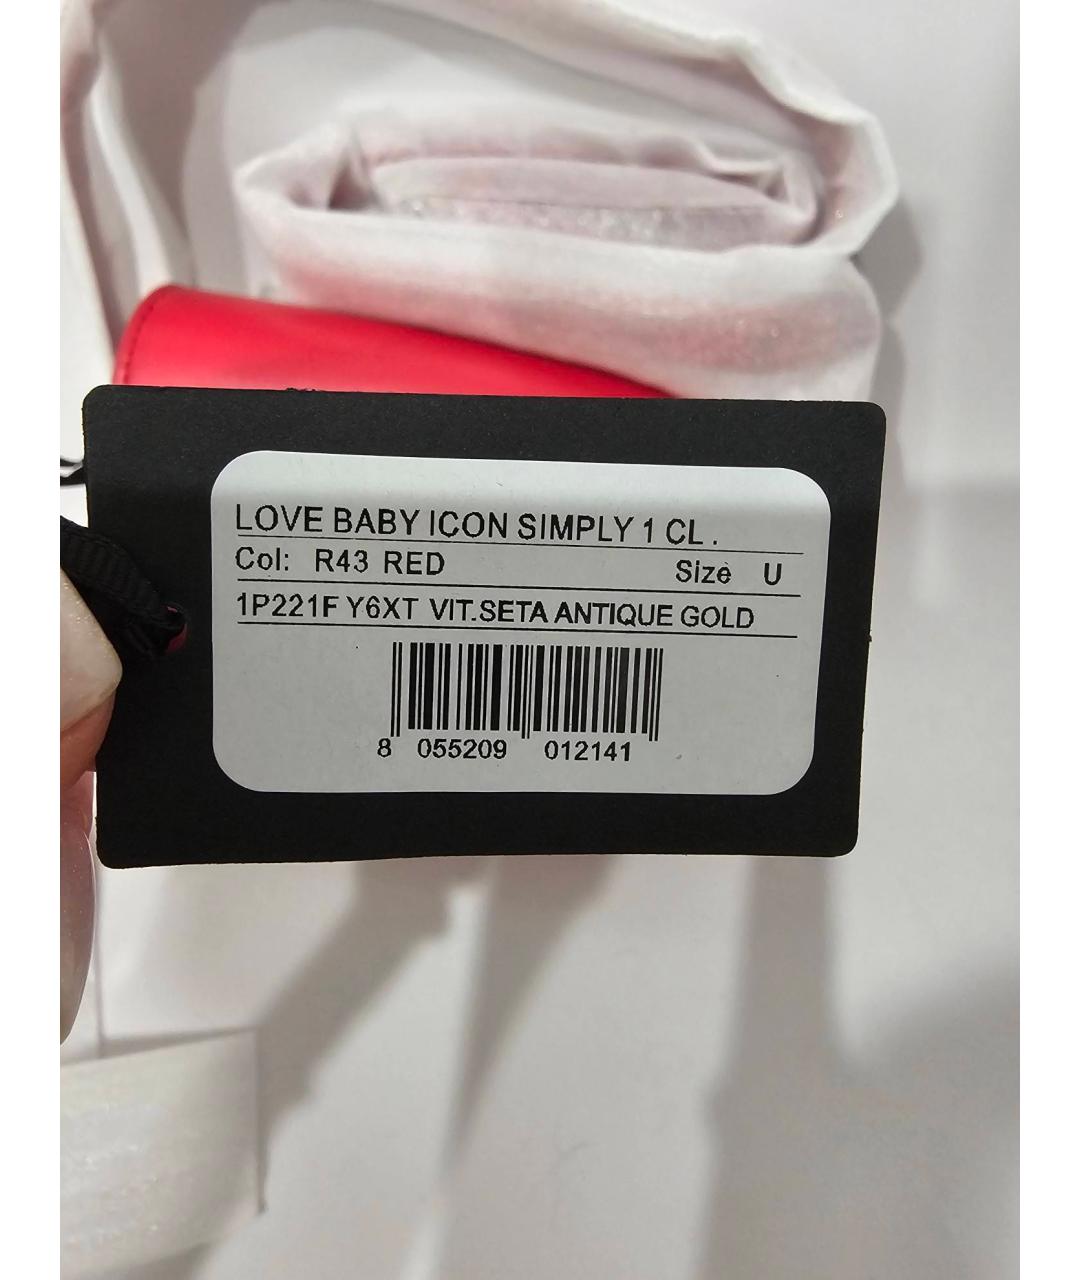 LOVE BABY ICON SIMPLY 1 CL .
Col: R43 RED Size U
1P221F Y6XT VIT.SETA ANTIQUE GOLD
8 055209 012141